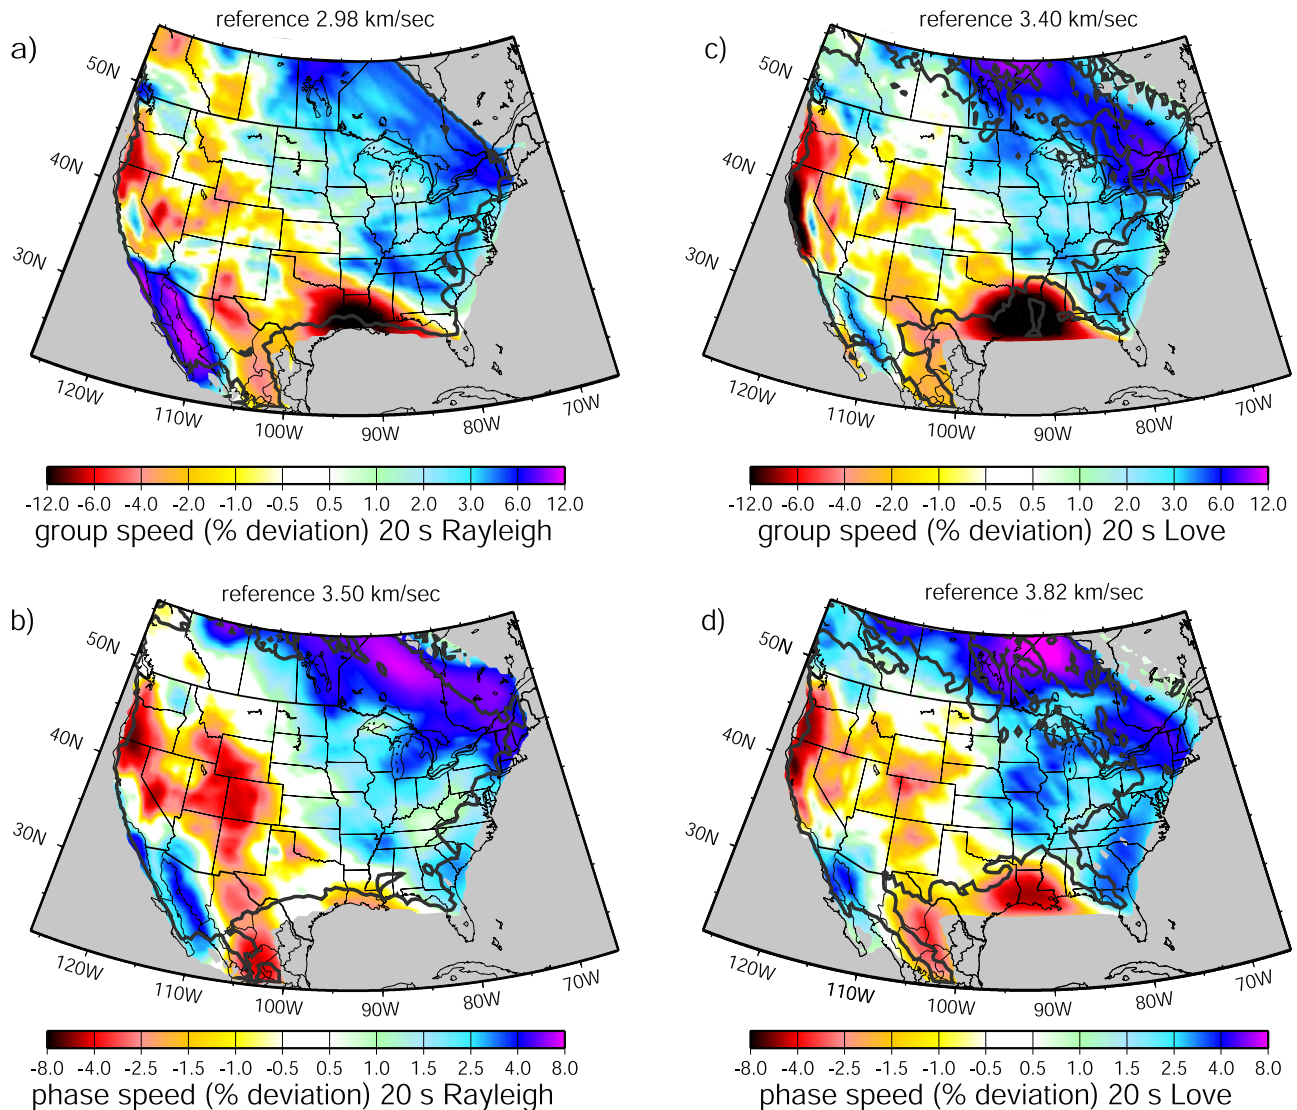 a)
reference 2.98 km/sec
50N
40N
30N
120W
110W
100W
90W
80W
70W
-12.0 -6.0 -4.0 -2.0 -1.0 -0.5 0.5 1.0 2.0 3.0 6.0 12.0
group speed (% deviation) 20 s Rayleigh
c)
reference 3.40 km/sec
50N
40N
30N
120W
110W
100W
90W
80W
70W
-12.0 -6.0 -4.0 -2.0 -1.0 -0.5 0.5 1.0 2.0 3.0 6.0 12.0
group speed (% deviation) 20 s Love
b)
reference 3.50 km/sec
50N
40N
30N
120W
110W
100W
90W
80W
70W
-8.0 -4.0 -2.5 -1.5 -1.0 -0.5 0.5 1.0 1.5 2.5 4.0 8.0
phase speed (% deviation) 20 s Rayleigh
d)
reference 3.82 km/sec
50N
40N
30N
120W
110W
100W
90W
80W
70W
-8.0 -4.0 -2.5 -1.5 -1.0 -0.5 0.5 1.0 1.5 2.5 4.0 8.0
phase speed (% deviation) 20 s Love